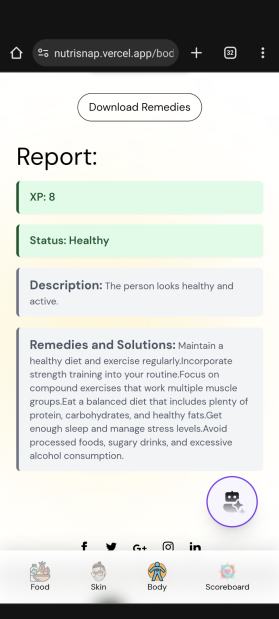 nutrisnap.vercel.app/bod
32
Download Remedies
Report:
XP: 8
Status: Healthy
Description: The person looks healthy and
active.
Remedies and Solutions: Maintain a
healthy diet and exercise regularly.Incorporate
strength training into your routine.Focus on
compound exercises that work multiple muscle
groups.Eat a balanced diet that includes plenty of
protein, carbohydrates, and healthy fats.Get
enough sleep and manage stress levels.Avoid
processed foods, sugary drinks, and excessive
alcohol consumption.
f G+ in
Food Skin Body Scoreboard